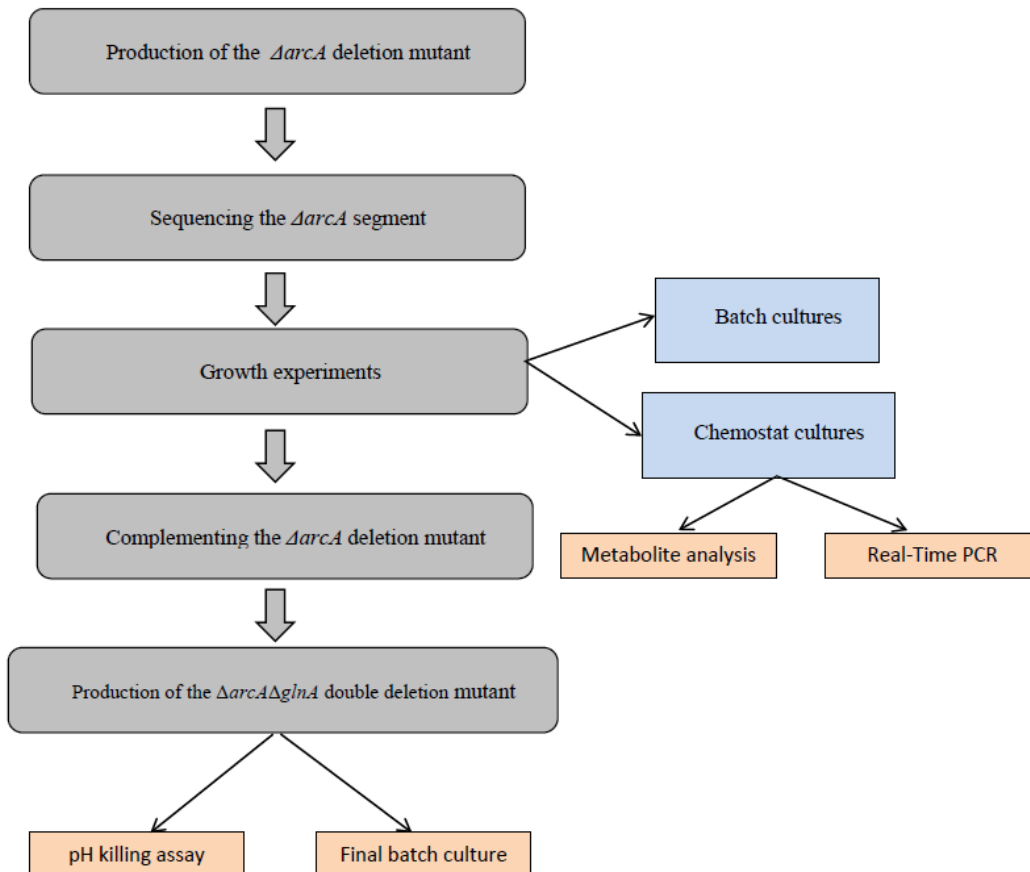 Production of the ΔarcA deletion mutant
Sequencing the ΔarcA segment
Growth experiments
Batch cultures
Chemostat cultures
Complementing the ΔarcA deletion mutant
Metabolite analysis
Real-Time PCR
Production of the ΔarcAΔglnA double deletion mutant
pH killing assay
Final batch culture